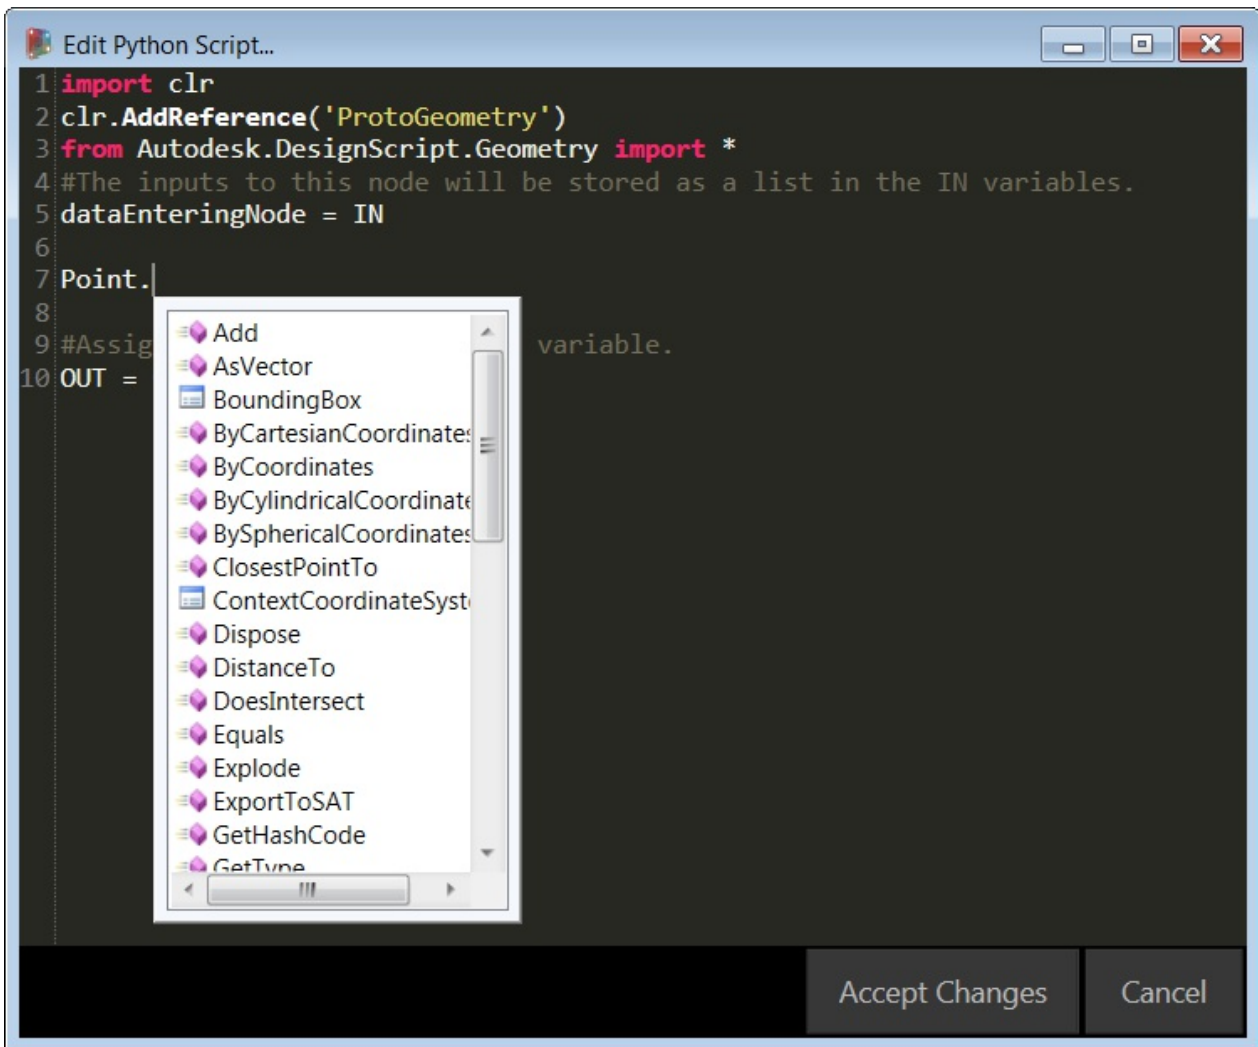 Edit Python Script...
1 import clr
2 clr.AddReference('ProtoGeometry')
3 from Autodesk.DesignScript.Geometry import *
4 #The inputs to this node will be stored as a list in the IN variables.
5 dataEnteringNode = IN
6
7 Point.
8
9 #Assig variable.
10 OUT =
Add
AsVector
BoundingBox
ByCartesianCoordinates
ByCoordinates
ByCylindricalCoordinate
BySphericalCoordinates
ClosestPointTo
ContextCoordinateSyst
Dispose
DistanceTo
DoesIntersect
Equals
Explode
ExportToSAT
GetHashCode
GetType
Accept Changes
Cancel